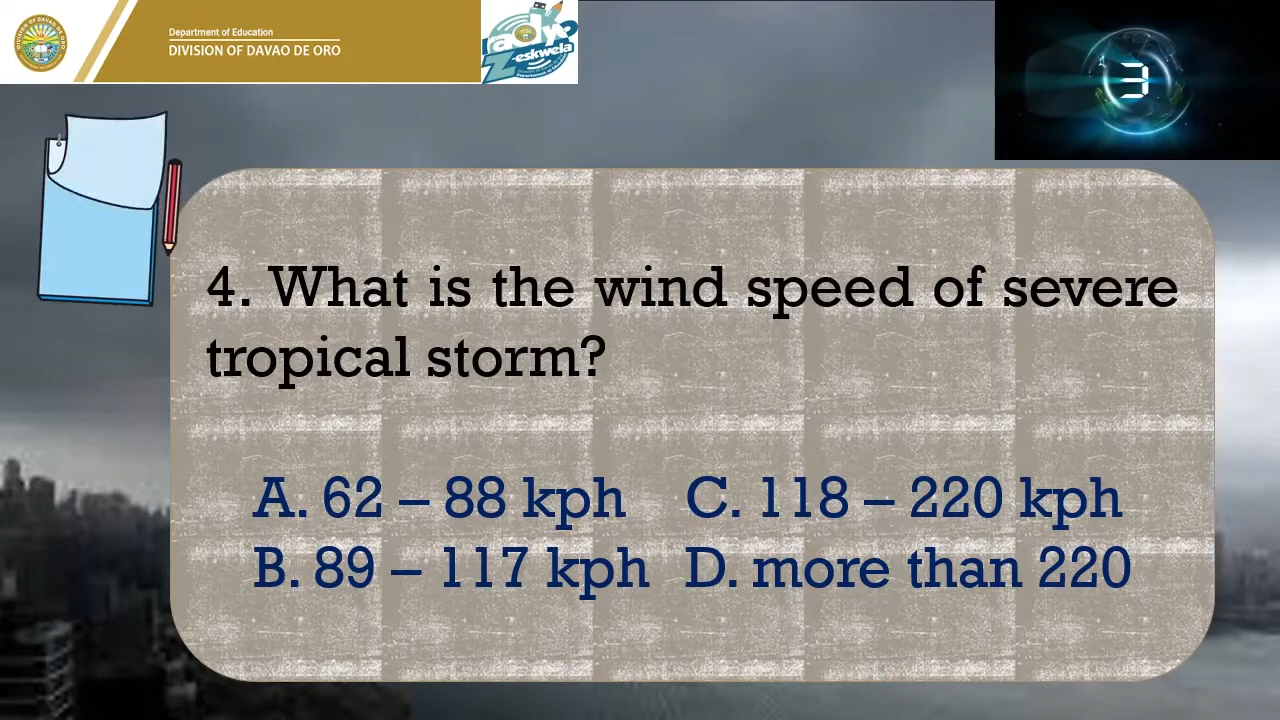 Department of Education
DIVISION OF DAVAO DE ORO
3
4. What is the wind speed of severe
tropical storm?
A. 62 – 88 kph C. 118 – 220 kph
B. 89 – 117 kph D. more than 220